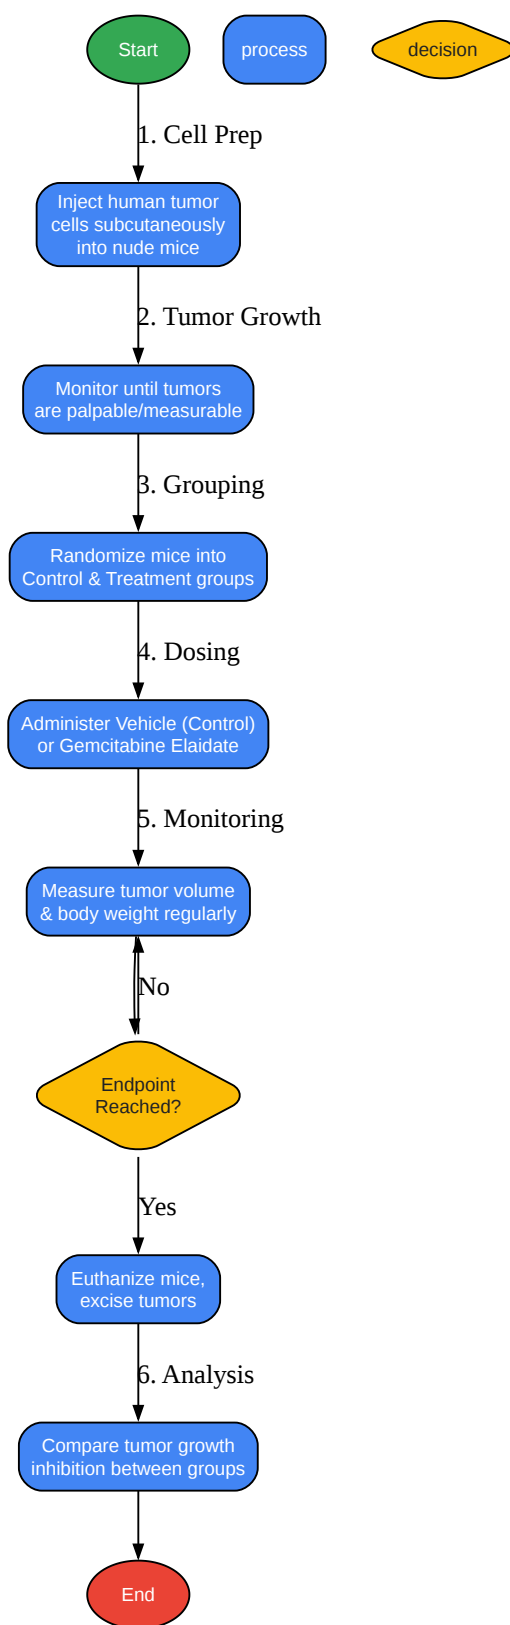 Start
process
decision
1. Cell Prep
Inject human tumor
cells subcutaneously
into nude mice
2. Tumor Growth
Monitor until tumors
are palpable/measurable
3. Grouping
Randomize mice into
Control & Treatment groups
4. Dosing
Administer Vehicle (Control)
or Gemcitabine Elaidate
5. Monitoring
Measure tumor volume
& body weight regularly
No
Endpoint
Reached?
Yes
Euthanize mice,
excise tumors
6. Analysis
Compare tumor growth
inhibition between groups
End